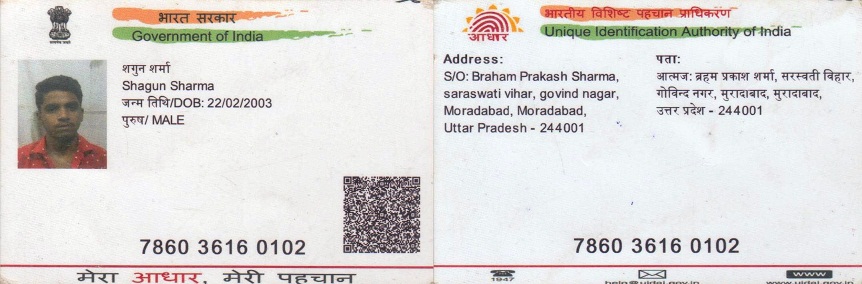 भारत सरकार
Government of India
शगुन शर्मा
Shagun Sharma
जन्म तिथि/DOB: 22/02/2003
पुरुष/ MALE
7860 3616 0102
मेरा आधार, मेरी पहचान
आधार
भारतीय विशिष्ट पहचान प्राधिकरण
Unique Identification Authority of India
Address:
S/O: Braham Prakash Sharma,
saraswati vihar, govind nagar,
Moradabad, Moradabad,
Uttar Pradesh - 244001
पता:
आत्मज: ब्रहम प्रकाश शर्मा, सरस्वती विहार,
गोविन्द नगर, मुरादाबाद, मुरादाबाद,
उत्तर प्रदेश - 244001
7860 3616 0102
1947
www